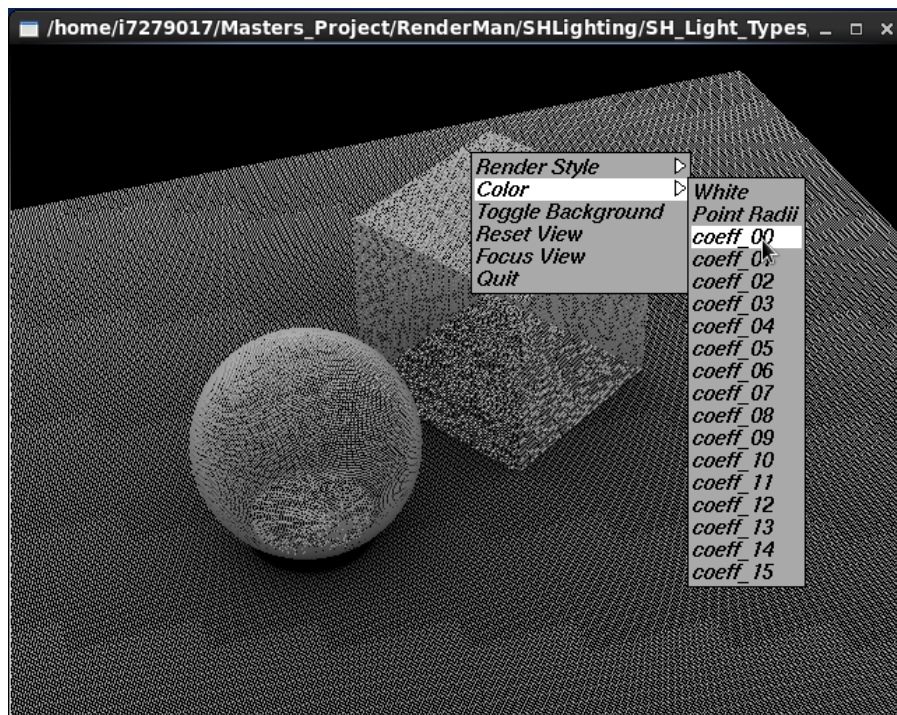 /home/i7279017/Masters_Project/RenderMan/SHLighting/SH_Light_Types,
Render Style
Color
Toggle Background
Reset View
Focus View
Quit
White
Point Radii
coeff_00
coeff_01
coeff_02
coeff_03
coeff_04
coeff_05
coeff_06
coeff_07
coeff_08
coeff_09
coeff_10
coeff_11
coeff_12
coeff_13
coeff_14
coeff_15